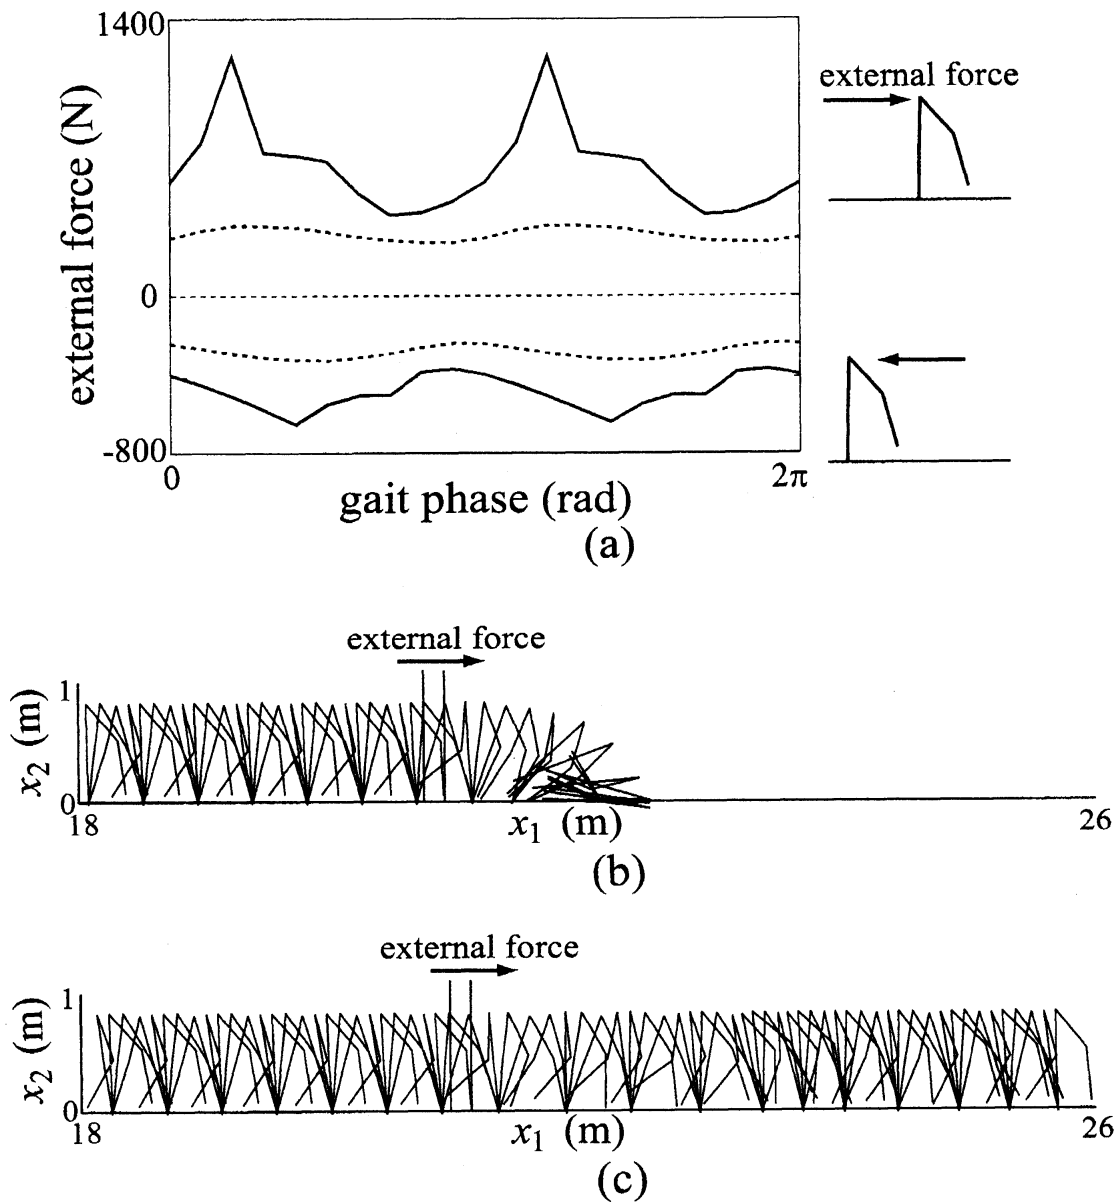 1400
external force (N)
0
-800
0
2π
gait phase (rad)
external force
(a)
external force
1
x2 (m)
0
18
x1 (m)
26
(b)
external force
1
x2 (m)
0
18
x1 (m)
26
(c)